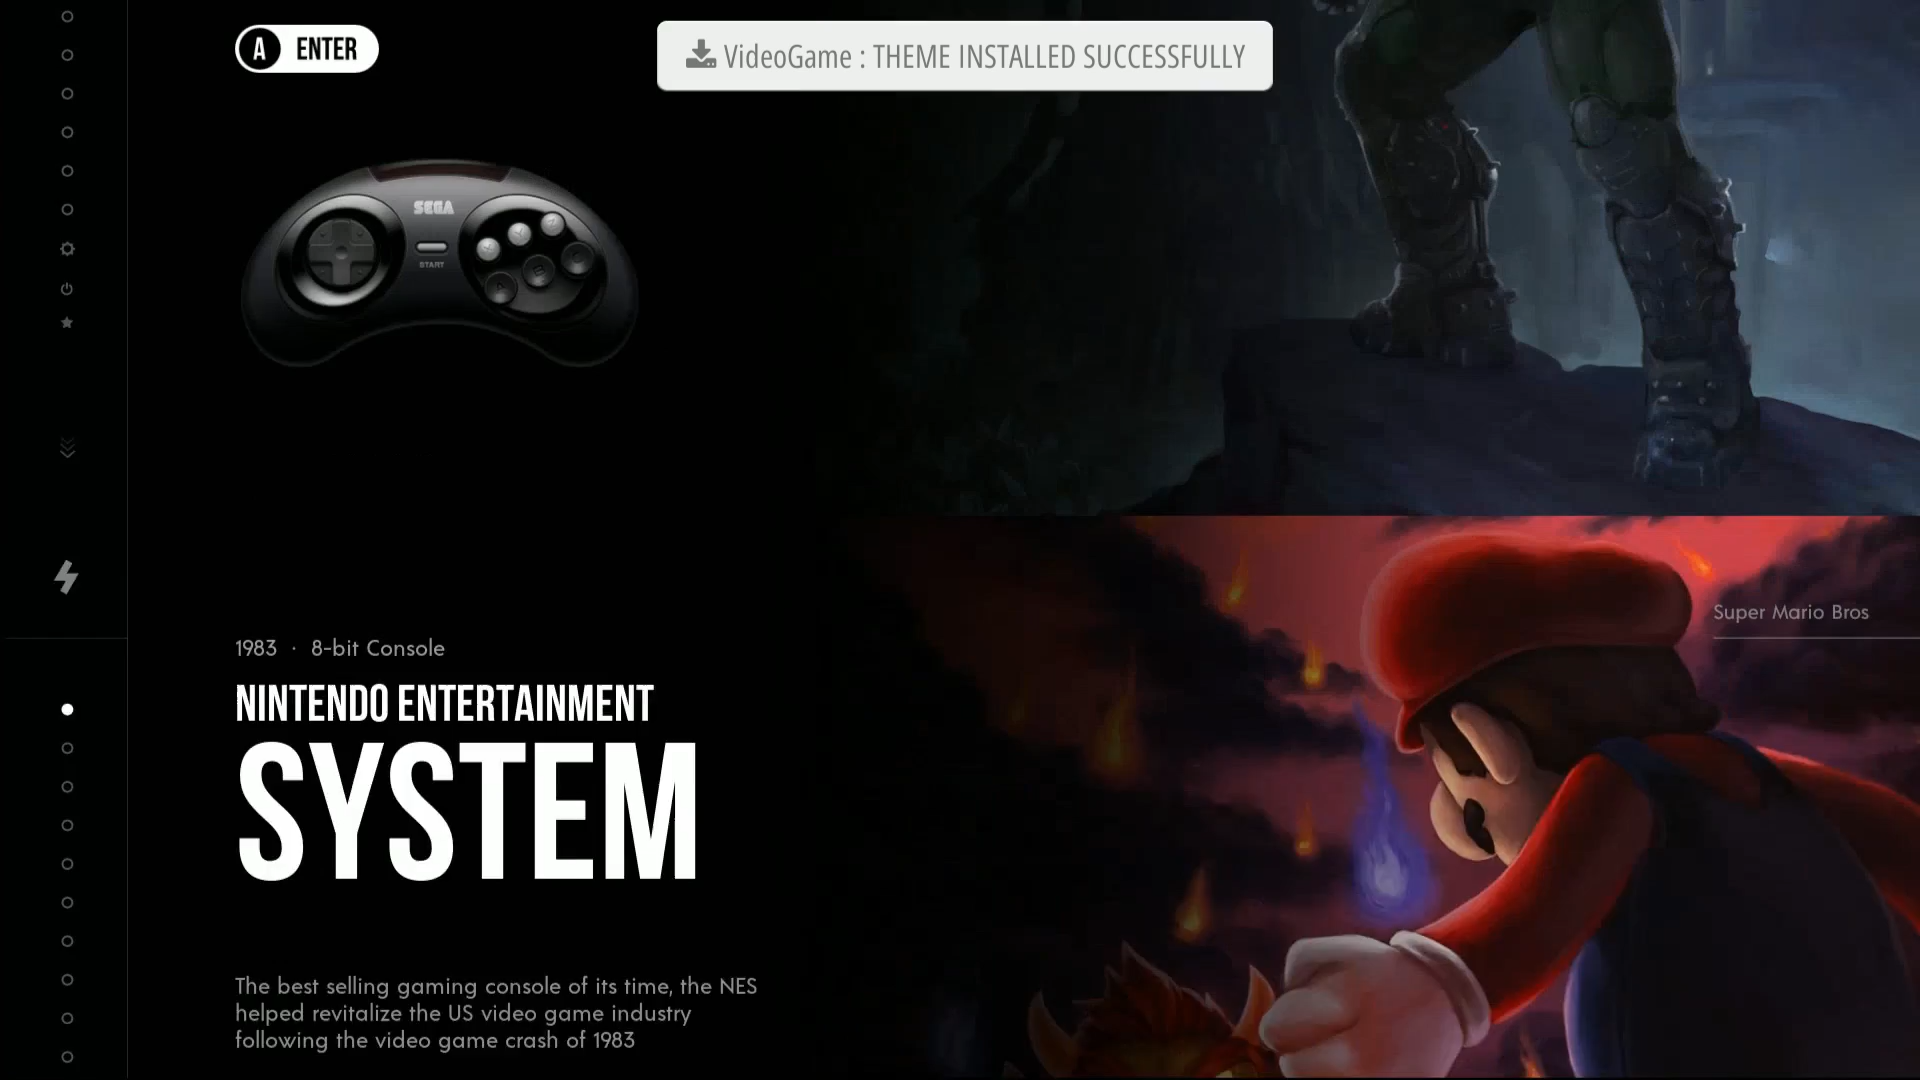 A ENTER
VideoGame : THEME INSTALLED SUCCESSFULLY
SEGA
START
1983 · 8-bit Console
NINTENDO ENTERTAINMENT
SYSTEM
Super Mario Bros
The best selling gaming console of its time, the NES
helped revitalize the US video game industry
following the video game crash of 1983